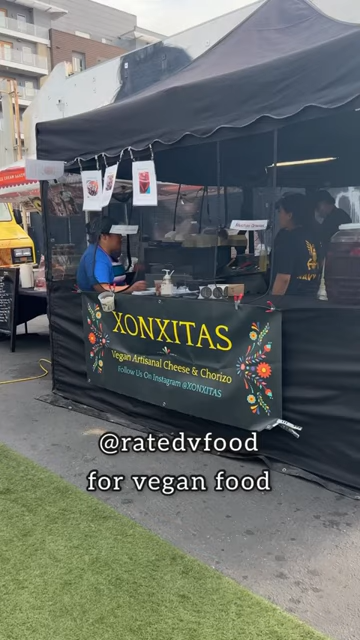 XONXITAS
Vegan Artisanal Cheese & Chorizo
Follow Us On Instagram @XONXITAS
@ratedvfood
for vegan food